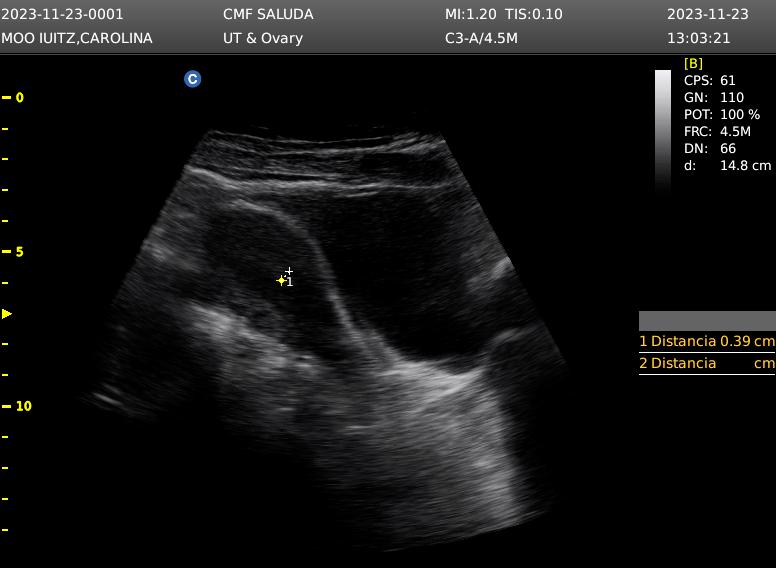 2023-11-23-0001 CMF SALUDA MI:1.20 TIS:0.10 2023-11-23
MOO IUITZ,CAROLINA UT & Ovary C3-A/4.5M 13:03:21
C
[B]
CPS: 61
GN: 110
POT: 100 %
FRC: 4.5M
DN: 66
d: 14.8 cm
0
5
10
1
1 Distancia 0.39 cm
2 Distancia cm